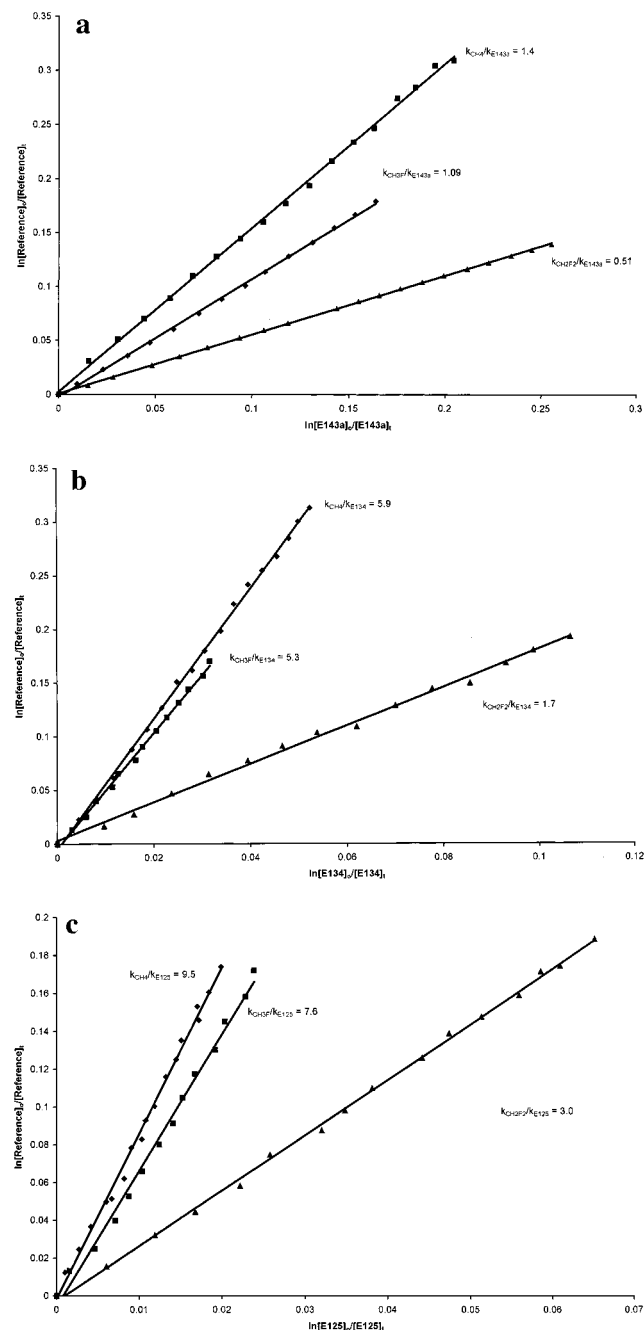 a
0.35
0.3
0.25
0.2
0.15
0.1
0.05
0
ln[Reference]o/[Reference]t
kCH4/kE143a = 1.4
kCH3F/kE143a = 1.09
kCH2F2/kE143a = 0.51
0 0.05 0.1 0.15 0.2 0.25 0.3
ln[E143a]o/[E143a]t
b
0.35
0.3
0.25
0.2
0.15
0.1
0.05
0
ln[Reference]o/[Reference]t
kCH4/kE134 = 5.9
kCH3F/kE134 = 5.3
kCH2F2/kE134 = 1.7
0 0.02 0.04 0.06 0.08 0.1 0.12
ln[E134]o/[E134]t
c
0.2
0.18
0.16
0.14
0.12
0.1
0.08
0.06
0.04
0.02
0
ln[Reference]o/[Reference]t
kCH4/kE125 = 9.5
kCH3F/kE125 = 7.6
kCH2F2/kE125 = 3.0
0 0.01 0.02 0.03 0.04 0.05 0.06 0.07
ln[E125]o/[E125]t